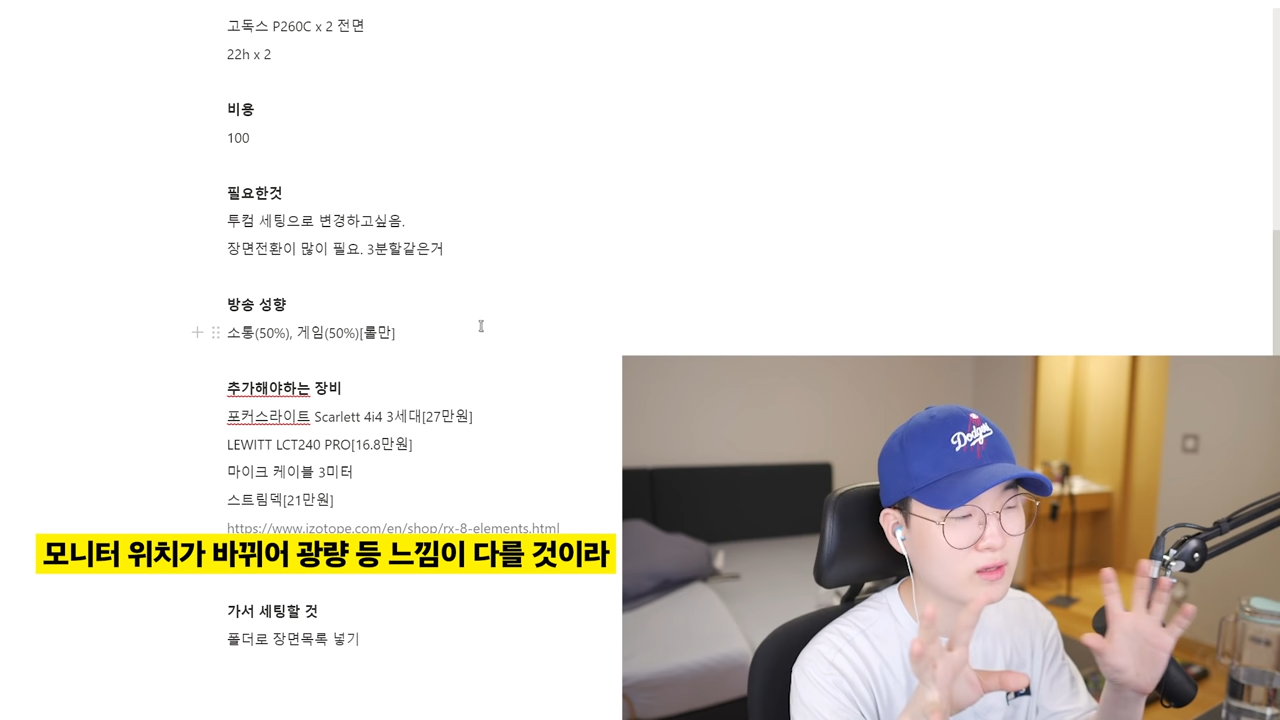 고독스 P260C x 2 전면
22h x 2
비용
100
필요한것
투컴 세팅으로 변경하고싶음.
장면전환이 많이 필요. 3분할같은거
방송 성향
소통(50%), 게임(50%)[롤만]
추가해야하는 장비
포커스라이트 Scarlett 4i4 3세대[27만원]
LEWITT LCT240 PRO[16.8만원]
마이크 케이블 3미터
스트림덱[21만원]
https://www.izotope.com/en/shop/rx-8-elements.html
모니터 위치가 바뀌어 광량 등 느낌이 다를 것이라
가서 세팅할 것
폴더로 장면목록 넣기
Dodgers